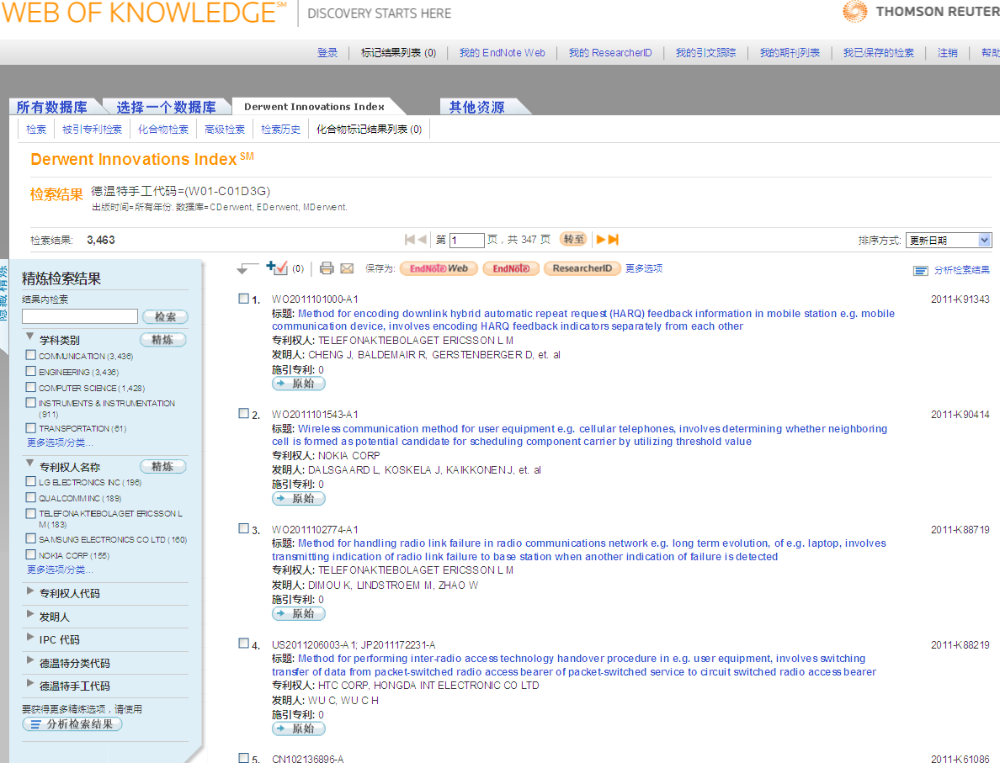 WEB OF KNOWLEDGE℠ DISCOVERY STARTS HERE THOMSON REUTER
登录 标记结果列表 (0) 我的 EndNote Web 我的 ResearcherID 我的引文跟踪 我的期刊列表 我已保存的检索 注销 帮助
所有数据库 选择一个数据库 Derwent Innovations Index 其他资源
检索 被引专利检索 化合物检索 高级检索 检索历史 化合物标记结果列表 (0)
Derwent Innovations Index℠
检索结果 德温特手工代码=(W01-C01D3G)
出版时间=所有年份. 数据库=CDerwent, EDerwent, MDerwent.
检索结果: 3,463 第 1 页，共 347 页 转至 排序方式: 更新日期
隐藏精炼
精炼检索结果
结果内检索
检索
学科类别 精炼
COMMUNICATION (3,436)
ENGINEERING (3,436)
COMPUTER SCIENCE (1,428)
INSTRUMENTS & INSTRUMENTATION
(911)
TRANSPORTATION (61)
更多选项/分类...
专利权人名称 精炼
LG ELECTRONICS INC (196)
QUALCOMM INC (189)
TELEFONAKTIEBOLAGET ERICSSON L
M (183)
SAMSUNG ELECTRONICS CO LTD (160)
NOKIA CORP (155)
更多选项/分类...
专利权人代码
发明人
IPC 代码
德温特分类代码
德温特手工代码
要获得更多精炼选项，请使用
分析检索结果
(0) 保存为: EndNote Web EndNote ResearcherID 更多选项 分析检索结果
1. WO2011101000-A1 2011-K91343
标题: Method for encoding downlink hybrid automatic repeat request (HARQ) feedback information in mobile station e.g. mobile
communication device, involves encoding HARQ feedback indicators separately from each other
专利权人: TELEFONAKTIEBOLAGET ERICSSON L M
发明人: CHENG J, BALDEMAIR R, GERSTENBERGER D, et. al
施引专利: 0
原始
2. WO2011101543-A1 2011-K90414
标题: Wireless communication method for user equipment e.g. cellular telephones, involves determining whether neighboring
cell is formed as potential candidate for scheduling component carrier by utilizing threshold value
专利权人: NOKIA CORP
发明人: DALSGAARD L, KOSKELA J, KAIKKONEN J, et. al
施引专利: 0
原始
3. WO2011102774-A1 2011-K88719
标题: Method for handling radio link failure in radio communications network e.g. long term evolution, of e.g. laptop, involves
transmitting indication of radio link failure to base station when another indication of failure is detected
专利权人: TELEFONAKTIEBOLAGET ERICSSON L M
发明人: DIMOU K, LINDSTROEM M, ZHAO W
施引专利: 0
原始
4. US2011206003-A1; JP2011172231-A 2011-K88219
标题: Method for performing inter-radio access technology handover procedure in e.g. user equipment, involves switching
transfer of data from packet-switched radio access bearer of packet-switched service to circuit switched radio access bearer
专利权人: HTC CORP, HONGDA INT ELECTRONIC CO LTD
发明人: WU C, WU C H
施引专利: 0
原始
5. CN102136896-A 2011-K61086